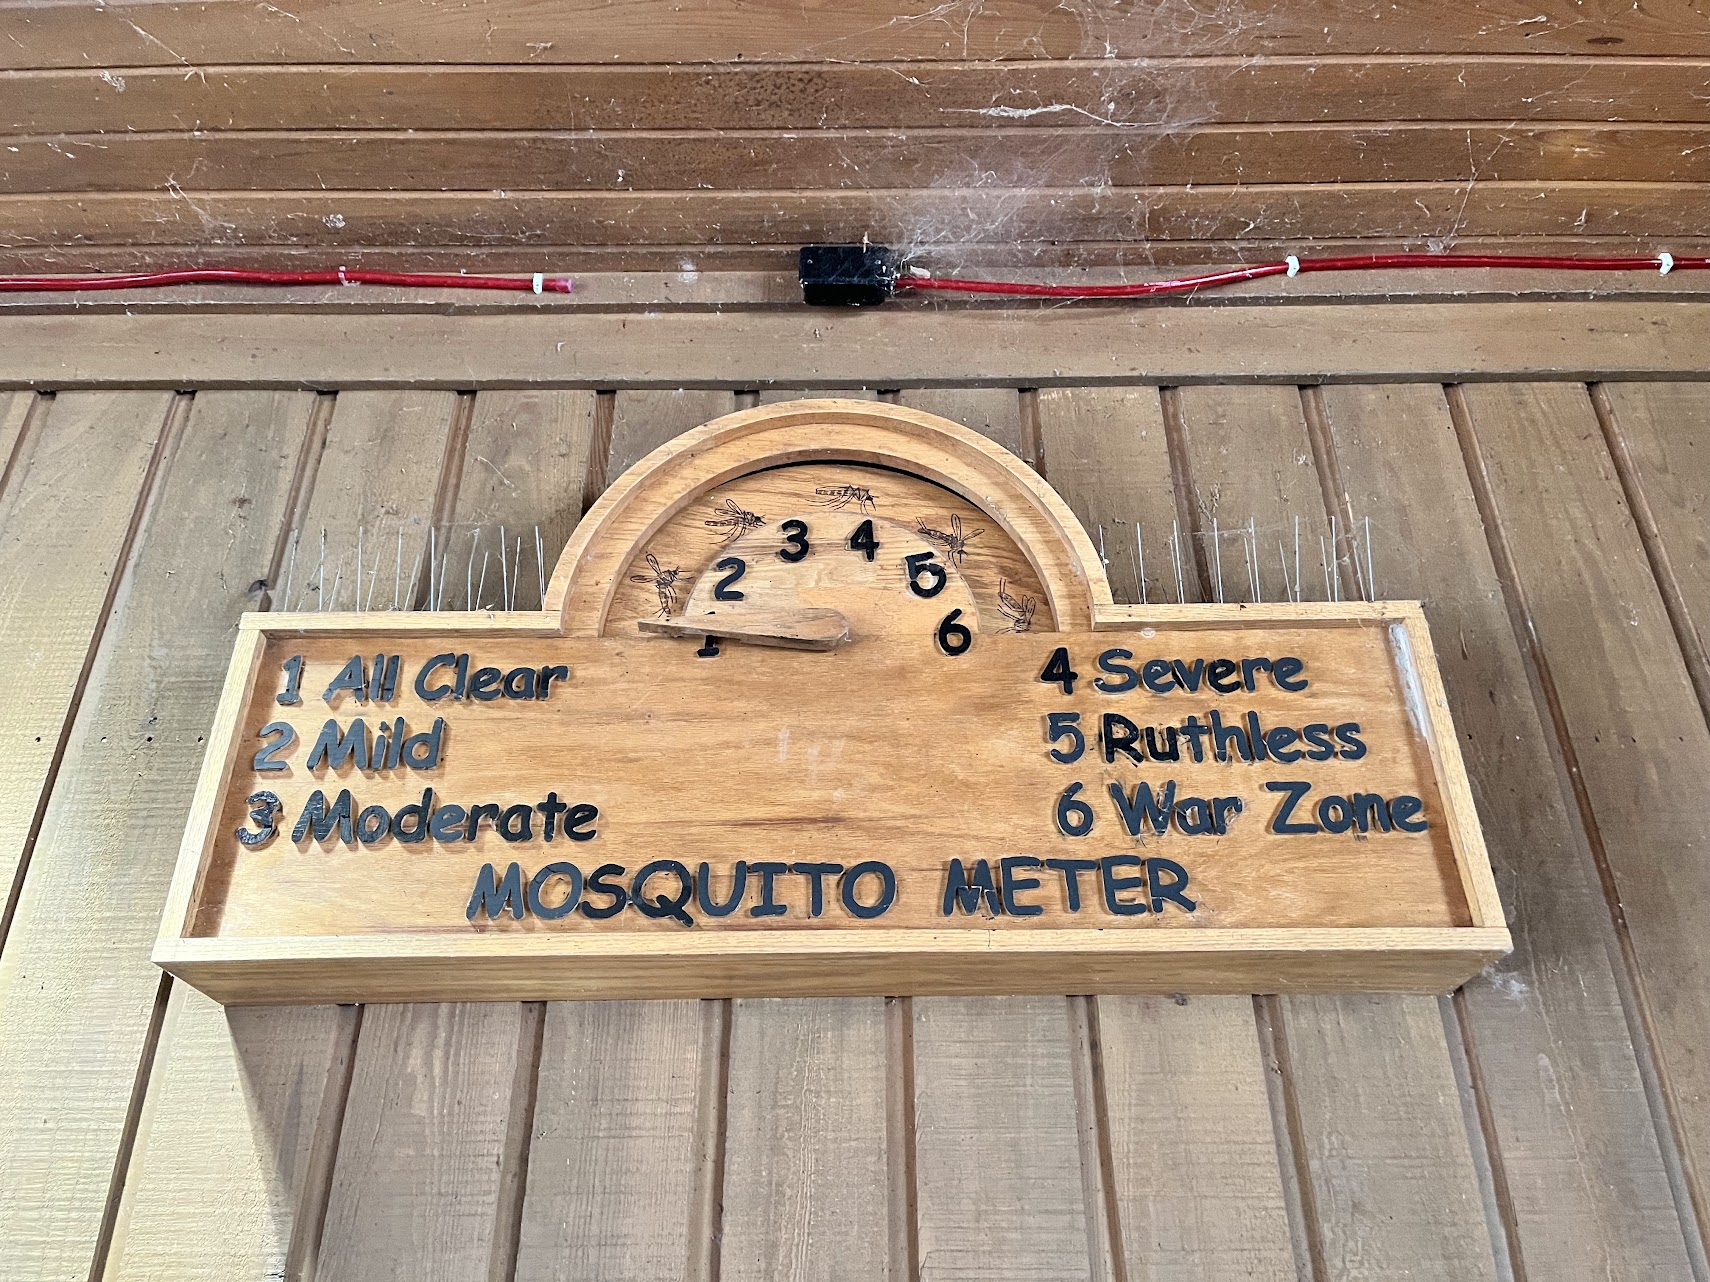 3 4
2 5
1 6
1 All Clear
2 Mild
3 Moderate
4 Severe
5 Ruthless
6 War Zone
MOSQUITO METER